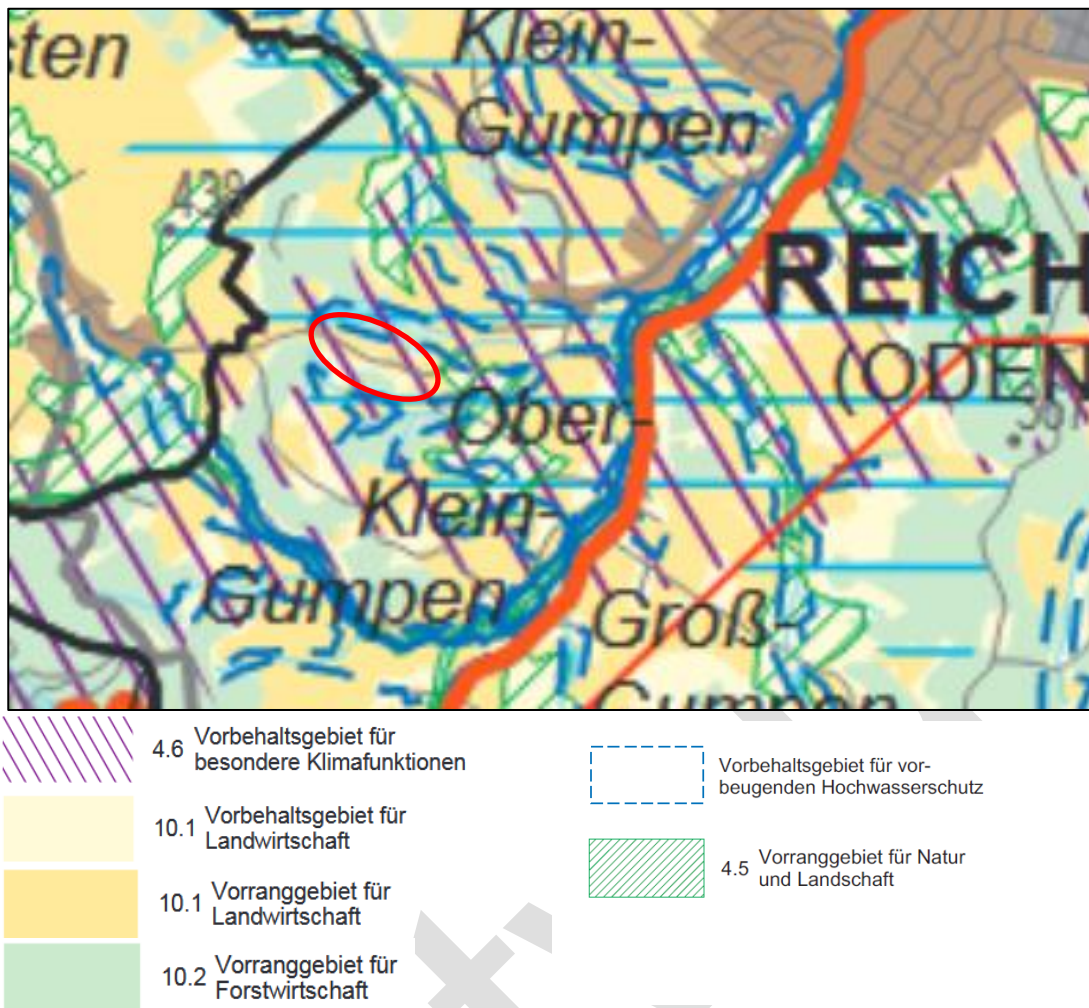 sten
Klein-
Gumpen
439
REICH
(ODEN
Ober-
Klein-
Gumpen
Groß-
Gumpen
4.6 Vorbehaltsgebiet für
besondere Klimafunktionen
10.1 Vorbehaltsgebiet für
Landwirtschaft
10.1 Vorranggebiet für
Landwirtschaft
10.2 Vorranggebiet für
Forstwirtschaft
Vorbehaltsgebiet für vor-
beugenden Hochwasserschutz
4.5 Vorranggebiet für Natur
und Landschaft